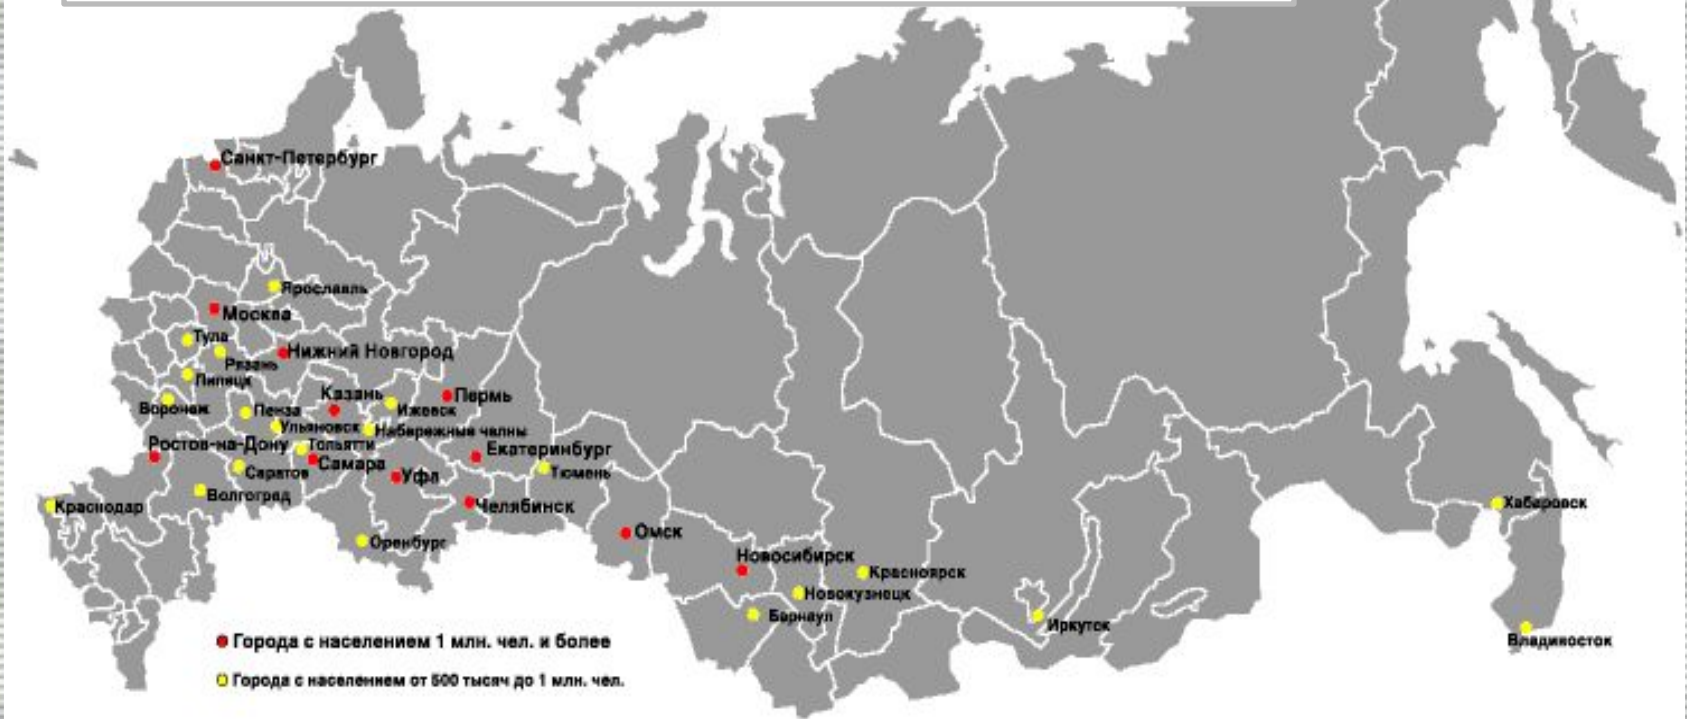 Санкт-Петербург
Ярославль
Москва
Тула
Нижний Новгород
Рязань
Липецк
Казань
Пермь
Ижевск
Воронеж
Пенза
Ульяновск
Набережные челны
Ростов-на-Дону
Тольятти
Екатеринбург
Самара
Саратов
Уфа
Тюмень
Волгоград
Краснодар
Челябинск
Хабаровск
Омск
Оренбург
Новосибирск
Красноярск
Новокузнецк
Барнаул
Иркутск
Владивосток
Города с населением 1 млн. чел. и более
Города с населением от 500 тысяч до 1 млн. чел.